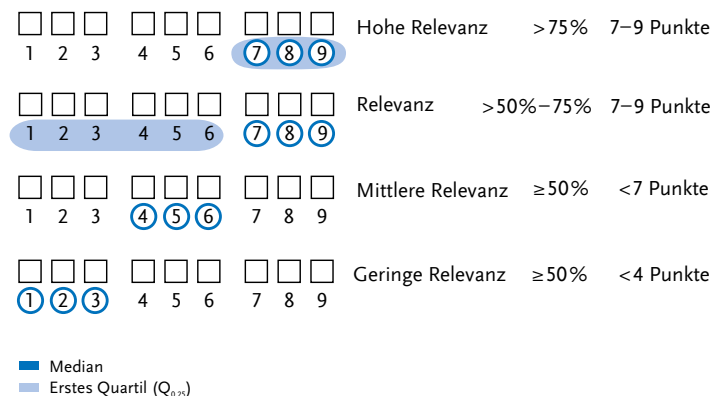 Hohe Relevanz >75% 7–9 Punkte
1 2 3 4 5 6 7 8 9
Relevanz >50%–75% 7–9 Punkte
1 2 3 4 5 6 7 8 9
Mittlere Relevanz ≥50% <7 Punkte
1 2 3 4 5 6 7 8 9
Geringe Relevanz ≥50% <4 Punkte
1 2 3 4 5 6 7 8 9
Median
Erstes Quartil (Q0,25)